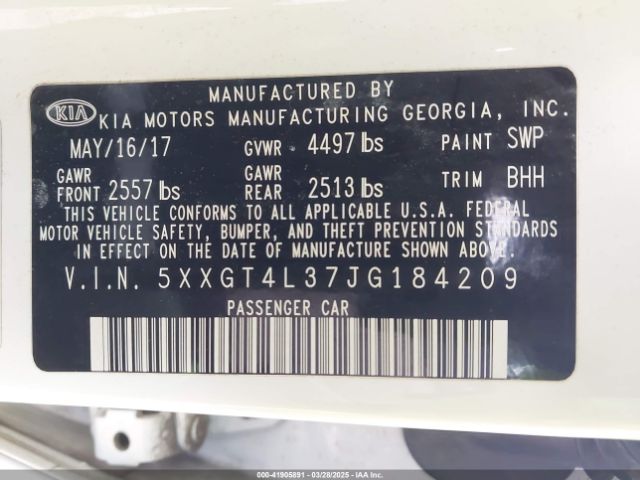 MANUFACTURED BY
KIA KIA MOTORS MANUFACTURING GEORGIA, INC.
MAY/16/17 GVWR 4497 lbs PAINT SWP
GAWR FRONT 2557 lbs GAWR REAR 2513 lbs TRIM BHH
THIS VEHICLE CONFORMS TO ALL APPLICABLE U.S.A. FEDERAL
MOTOR VEHICLE SAFETY, BUMPER, AND THEFT PREVENTION STANDARDS
IN EFFECT ON THE DATE OF MANUFACTURE SHOWN ABOVE.
V.I.N. 5XXGT4L37JG184209
PASSENGER CAR
000-41905891 | 03/28/2025 - IAAI.COM